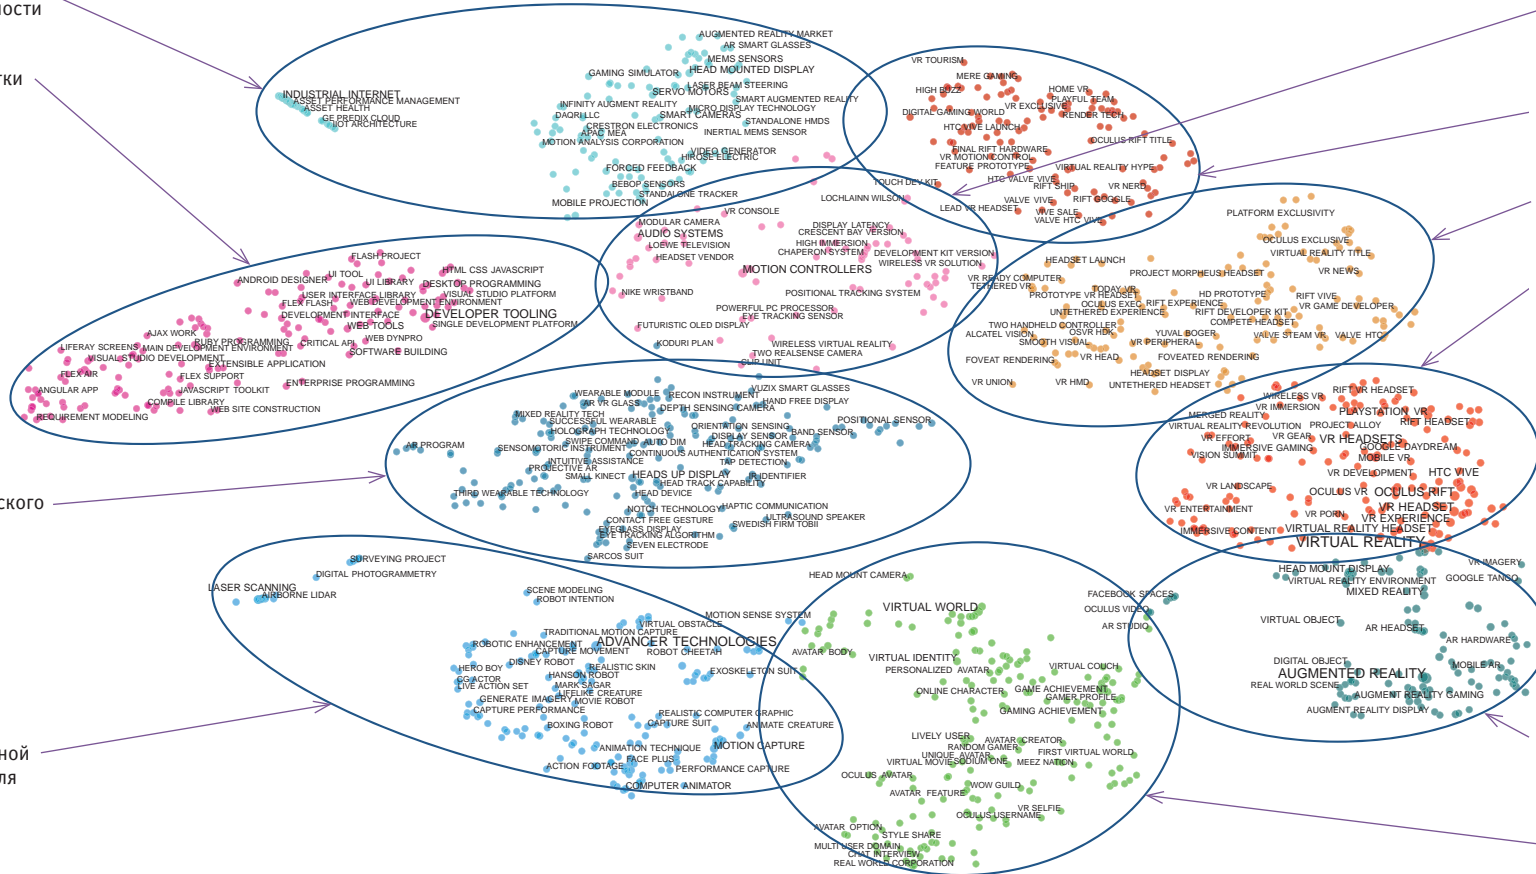 ности
тки
ского
ной
ля
AUGMENTED REALITY MARKET
AR SMART GLASSES
MEMS SENSORS
HEAD MOUNTED DISPLAY
GAMING SIMULATOR
LASER BEAM STEERING
SERVO MOTORS
INDUSTRIAL INTERNET
ASSET PERFORMANCE MANAGEMENT
ASSET HEALTH
GE PREDIX CLOUD
IIOT ARCHITECTURE
SMART AUGMENTED REALITY
INFINITY AUGMENT REALITY
MICRO DISPLAY TECHNOLOGY
DAQRI LLC
SMART CAMERAS
STANDALONE HMDS
CRESTRON ELECTRONICS
APAC MEA
INERTIAL MEMS SENSOR
MOTION ANALYSIS CORPORATION
VIDEO GENERATOR
HIROSE ELECTRIC
FORCED FEEDBACK
BEBOP SENSORS
STANDALONE TRACKER
MOBILE PROJECTION
VR TOURISM
MERE GAMING
HIGH BUZZ
HOME VR
PLAYFUL TEAM
VR EXCLUSIVE
DIGITAL GAMING WORLD
RENDER TECH
HTC VIVE LAUNCH
OCULUS RIFT TITLE
FINAL RIFT HARDWARE
VR MOTION CONTROL
FEATURE PROTOTYPE
VIRTUAL REALITY HYPE
TOUCH DEV KIT
HTC VALVE VIVE
RIFT SHIP
VR NERD
VALVE VIVE
RIFT GOGGLE
LEAD VR HEADSET
VIVE SALE
VALVE HTC VIVE
LOCHLAINN WILSON
VR CONSOLE
MODULAR CAMERA
AUDIO SYSTEMS
DISPLAY LATENCY
CRESCENT BAY VERSION
LOEWE TELEVISION
HIGH IMMERSION
HEADSET VENDOR
CHAPERON SYSTEM
DEVELOPMENT KIT VERSION
WIRELESS VR SOLUTION
MOTION CONTROLLERS
NIKE WRISTBAND
POSITIONAL TRACKING SYSTEM
POWERFUL PC PROCESSOR
EYE TRACKING SENSOR
FUTURISTIC OLED DISPLAY
KODURI PLAN
WIRELESS VIRTUAL REALITY
TWO REALSENSE CAMERA
CLIP UNIT
PLATFORM EXCLUSIVITY
OCULUS EXCLUSIVE
VIRTUAL REALITY TITLE
HEADSET LAUNCH
PROJECT MORPHEUS HEADSET
VR NEWS
VR READY COMPUTER
TETHERED VR
TODAY VR
PROTOTYPE VR HEADSET
HD PROTOTYPE
RIFT VIVE
OCULUS EXEC
RIFT EXPERIENCE
VR GAME DEVELOPER
UNTETHERED EXPERIENCE
RIFT DEVELOPER KIT
COMPETE HEADSET
TWO HANDHELD CONTROLLER
ALCATEL VISION
OSVR HDK
YUVAL BOGER
VALVE STEAM VR
VALVE HTC
SMOOTH VISUAL
VR PERIPHERAL
FOVEAT RENDERING
VR HEAD
FOVEATED RENDERING
HEADSET DISPLAY
VR UNION
VR HMD
UNTETHERED HEADSET
FLASH PROJECT
UI TOOL
HTML CSS JAVASCRIPT
ANDROID DESIGNER
UI LIBRARY
DESKTOP PROGRAMMING
USER INTERFACE LIBRARY
VISUAL STUDIO PLATFORM
FLEX FLASH
WEB DEVELOPMENT ENVIRONMENT
DEVELOPMENT INTERFACE
DEVELOPER TOOLING
WEB TOOLS
SINGLE DEVELOPMENT PLATFORM
AJAX WORK
WEB DYNPRO
RUBY PROGRAMMING
CRITICAL API
LIFERAY SCREENS
MAIN DEVELOPMENT ENVIRONMENT
SOFTWARE BUILDING
VISUAL STUDIO DEVELOPMENT
EXTENSIBLE APPLICATION
FLEX AIR
FLEX SUPPORT
ENTERPRISE PROGRAMMING
ANGULAR APP
JAVASCRIPT TOOLKIT
COMPILE LIBRARY
WEB SITE CONSTRUCTION
REQUIREMENT MODELING
WEARABLE MODULE
RECON INSTRUMENT
VUZIX SMART GLASSES
AR VR GLASS
HAND FREE DISPLAY
DEPTH SENSING CAMERA
MIXED REALITY TECH
SUCCESSFUL WEARABLE
POSITIONAL SENSOR
HOLOGRAPH TECHNOLOGY
ORIENTATION SENSING
BAND SENSOR
DISPLAY SENSOR
AR PROGRAM
SWIPE COMMAND
AUTO DIM
HEAD TRACKING CAMERA
SENSOMOTORIC INSTRUMENT
CONTINUOUS AUTHENTICATION SYSTEM
INTUITIVE ASSISTANCE
TAP DETECTION
PROJECTIVE AR
SMALL KINECT
HEADS UP DISPLAY
IR IDENTIFIER
HEAD TRACK CAPABILITY
THIRD WEARABLE TECHNOLOGY
HEAD DEVICE
NOTCH TECHNOLOGY
HAPTIC COMMUNICATION
CONTACT FREE GESTURE
ULTRASOUND SPEAKER
EYEGLASS DISPLAY
SWEDISH FIRM TOBII
EYE TRACKING ALGORITHM
SEVEN ELECTRODE
SARCOS SUIT
WIRELESS VR
RIFT VR HEADSET
VR IMMERSION
MERGED REALITY
PLAYSTATION VR
VIRTUAL REALITY REVOLUTION
PROJECT ALLOY
RIFT HEADSET
VR EFFORT
VR GEAR
VR HEADSETS
IMMERSIVE GAMING
GOOGLE DAYDREAM
VISION SUMMIT
MOBILE VR
VR DEVELOPMENT
HTC VIVE
VR LANDSCAPE
OCULUS VR
OCULUS RIFT
VR ENTERTAINMENT
VR PORN
VR HEADSET
VR EXPERIENCE
IMMERSIVE CONTENT
VIRTUAL REALITY HEADSET
VIRTUAL REALITY
SURVEYING PROJECT
DIGITAL PHOTOGRAMMETRY
LASER SCANNING
AIRBORNE LIDAR
SCENE MODELING
ROBOT INTENTION
MOTION SENSE SYSTEM
VIRTUAL OBSTACLE
TRADITIONAL MOTION CAPTURE
ADVANCER TECHNOLOGIES
ROBOTIC ENHANCEMENT
CAPTURE MOVEMENT
ROBOT CHEETAH
DISNEY ROBOT
HERO BOY
REALISTIC SKIN
EXOSKELETON SUIT
CG ACTOR
HANSON ROBOT
LIVE ACTION SET
MARK SAGAR
LIFELIKE CREATURE
GENERATE IMAGERY
MOVIE ROBOT
CAPTURE PERFORMANCE
REALISTIC COMPUTER GRAPHIC
BOXING ROBOT
CAPTURE SUIT
ANIMATE CREATURE
ANIMATION TECHNIQUE
MOTION CAPTURE
FACE PLUS
ACTION FOOTAGE
PERFORMANCE CAPTURE
COMPUTER ANIMATOR
HEAD MOUNT CAMERA
VIRTUAL WORLD
AVATAR BODY
VIRTUAL IDENTITY
PERSONALIZED AVATAR
VIRTUAL COUCH
ONLINE CHARACTER
GAME ACHIEVEMENT
GAMER PROFILE
GAMING ACHIEVEMENT
LIVELY USER
AVATAR CREATOR
RANDOM GAMER
UNIQUE AVATAR
FIRST VIRTUAL WORLD
VIRTUAL MOVIE
SODIUM ONE
MEEZ NATION
OCULUS AVATAR
WOW GUILD
AVATAR FEATURE
VR SELFIE
OCULUS USERNAME
AVATAR OPTION
STYLE SHARE
MULTI USER DOMAIN
CHAT INTERVIEW
REAL WORLD CORPORATION
HEAD MOUNT DISPLAY
VR IMAGERY
VIRTUAL REALITY ENVIRONMENT
GOOGLE TANGO
MIXED REALITY
FACEBOOK SPACES
OCULUS VIDEO
AR STUDIO
VIRTUAL OBJECT
AR HEADSET
AR HARDWARE
DIGITAL OBJECT
MOBILE AR
AUGMENTED REALITY
REAL WORLD SCENE
AUGMENT REALITY GAMING
AUGMENT REALITY DISPLAY